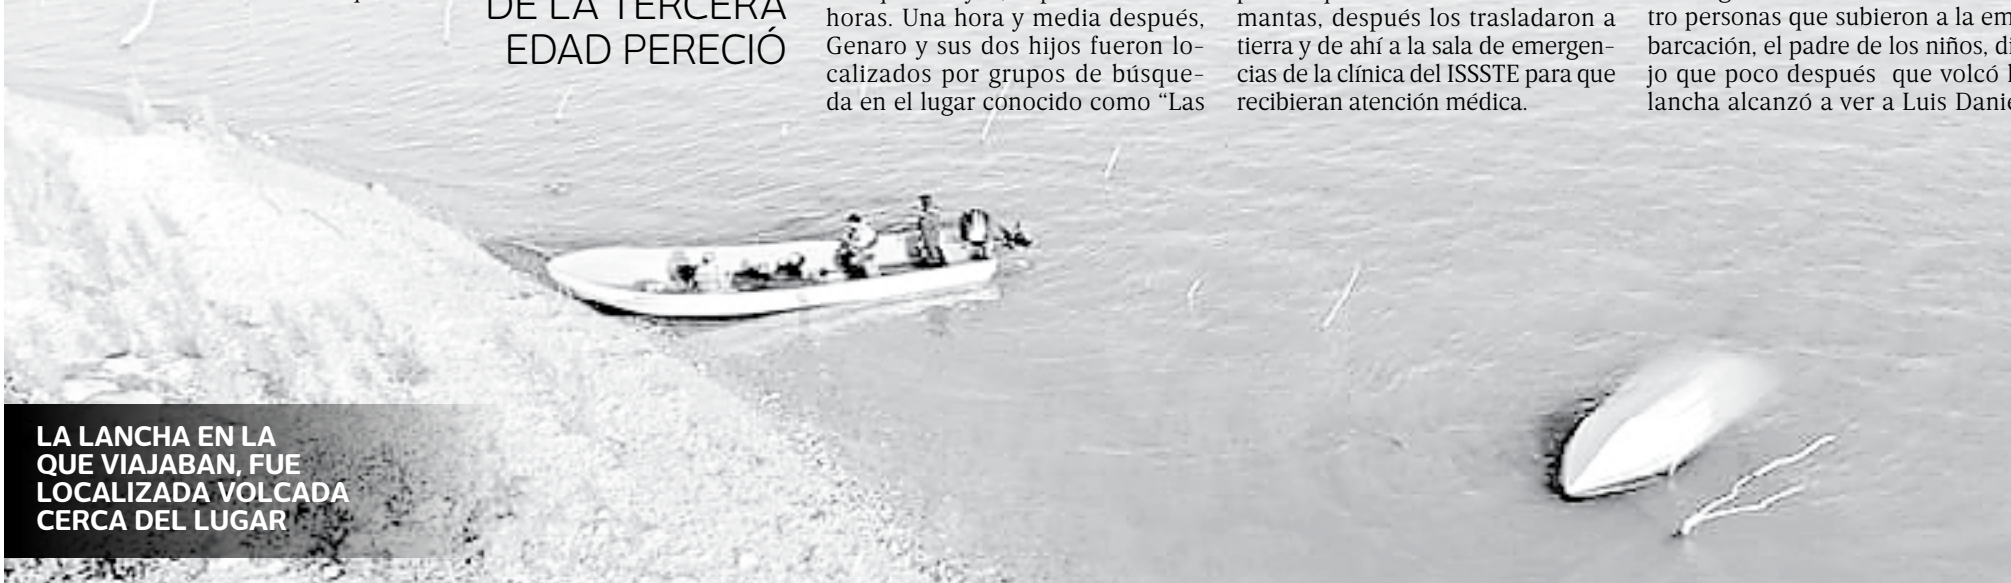 DE LA TERCERA
EDAD PERECIÓ
horas. Una hora y media después,
Genaro y sus dos hijos fueron lo-
calizados por grupos de búsque-
da en el lugar conocido como “Las
mantas, después los trasladaron a
tierra y de ahí a la sala de emergen-
cias de la clínica del ISSSTE para que
recibieran atención médica.
tro personas que subieron a la em
barcación, el padre de los niños, di
jo que poco después que volcó l
lancha alcanzó a ver a Luis Danie
LA LANCHA EN LA
QUE VIAJABAN, FUE
LOCALIZADA VOLCADA
CERCA DEL LUGAR